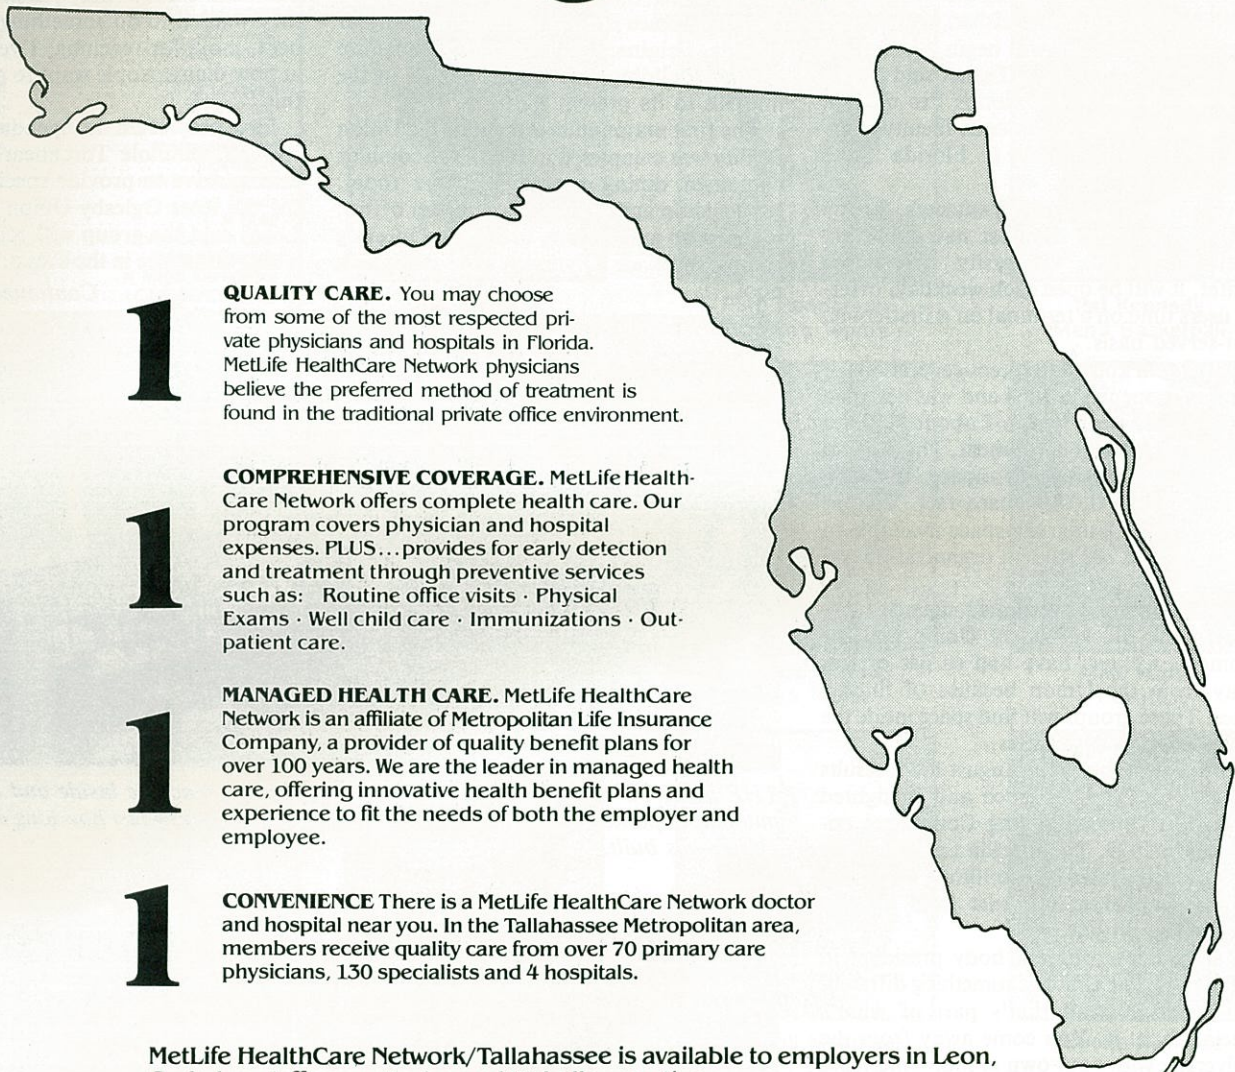 1
QUALITY CARE. You may choose
from some of the most respected pri-
vate physicians and hospitals in Florida.
MetLife HealthCare Network physicians
believe the preferred method of treatment is
found in the traditional private office environment.
1
COMPREHENSIVE COVERAGE. MetLife Health-
Care Network offers complete health care. Our
program covers physician and hospital
expenses. PLUS...provides for early detection
and treatment through preventive services
such as: Routine office visits · Physical
Exams · Well child care · Immunizations · Out-
patient care.
1
MANAGED HEALTH CARE. MetLife HealthCare
Network is an affiliate of Metropolitan Life Insurance
Company, a provider of quality benefit plans for
over 100 years. We are the leader in managed health
care, offering innovative health benefit plans and
experience to fit the needs of both the employer and
employee.
1
CONVENIENCE There is a MetLife HealthCare Network doctor
and hospital near you. In the Tallahassee Metropolitan area,
members receive quality care from over 70 primary care
physicians, 130 specialists and 4 hospitals.
MetLife HealthCare Network/Tallahassee is available to employers in Leon,